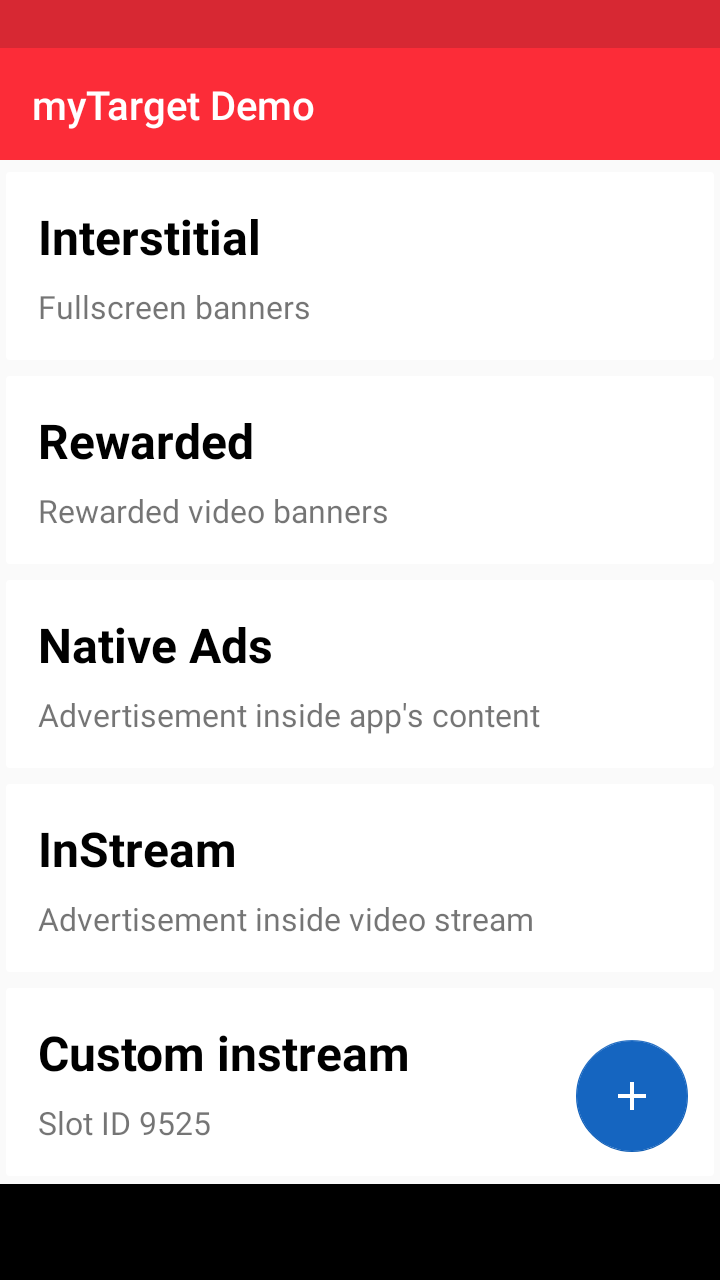 myTarget Demo
Interstitial
Fullscreen banners
Rewarded
Rewarded video banners
Native Ads
Advertisement inside app's content
InStream
Advertisement inside video stream
Custom instream
Slot ID 9525
+